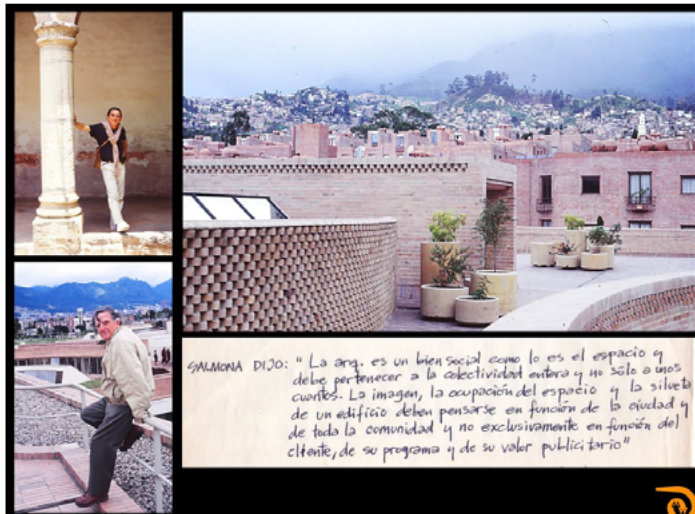 SALMONA DIJO: "La arq. es un bien social como lo es el espacio y
debe pertenecer a la colectividad entera y no sólo a unos
cuantos. La imagen, la ocupación del espacio y la silueta
de un edificio deben pensarse en función de la ciudad y
de toda la comunidad y no exclusivamente en función del
cliente, de su programa y de su valor publicitario"